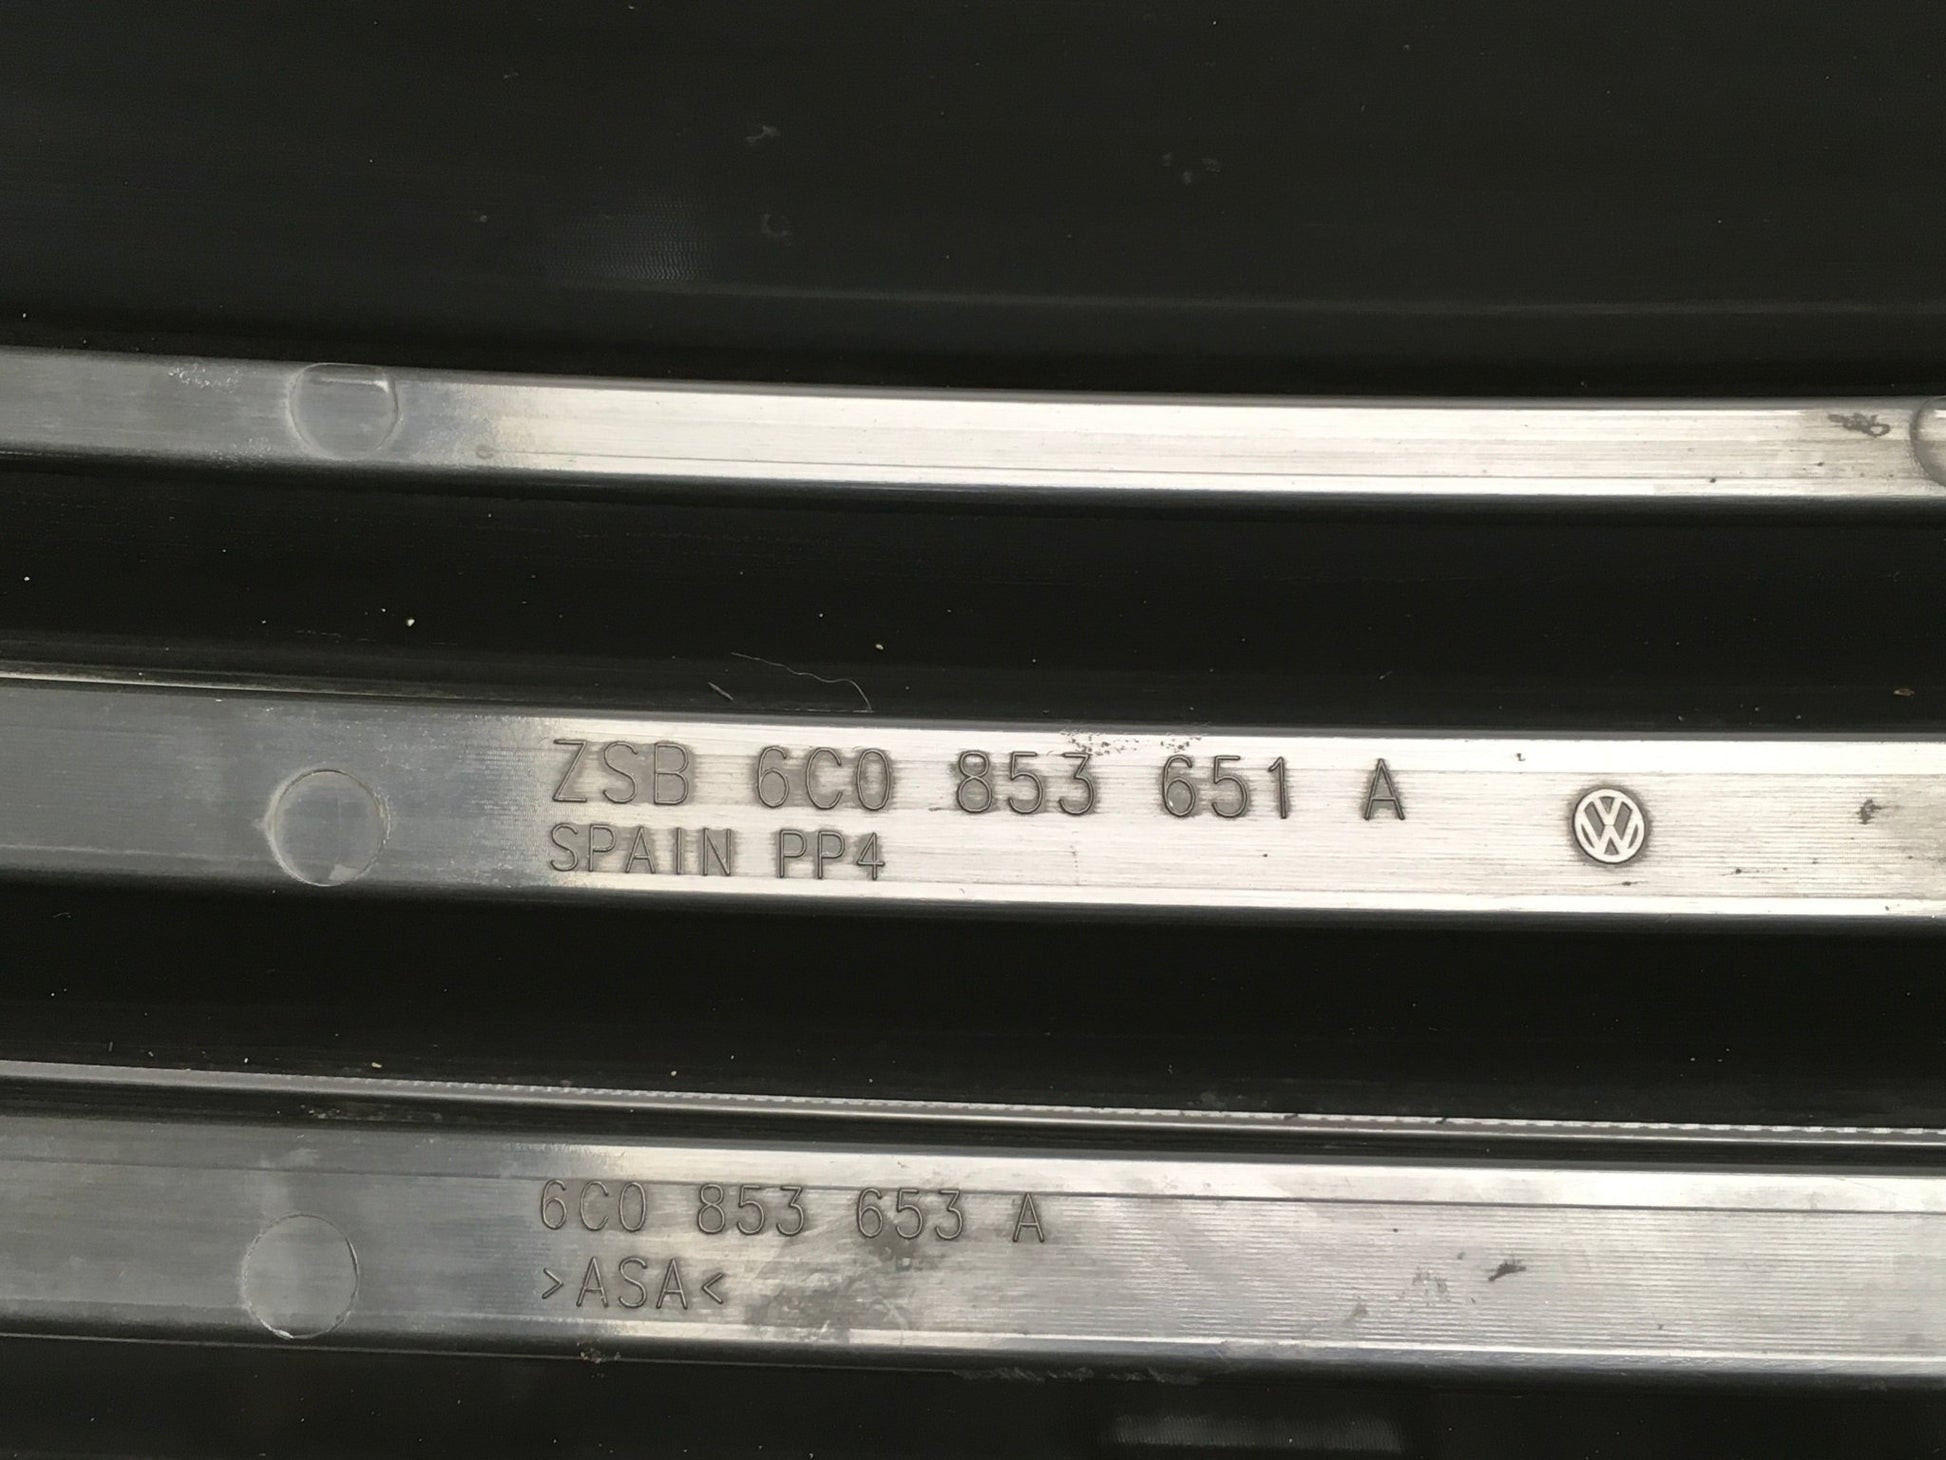 ZSB 6C0 853 651 A
SPAIN PP4
6C0 853 653 A
>ASA<